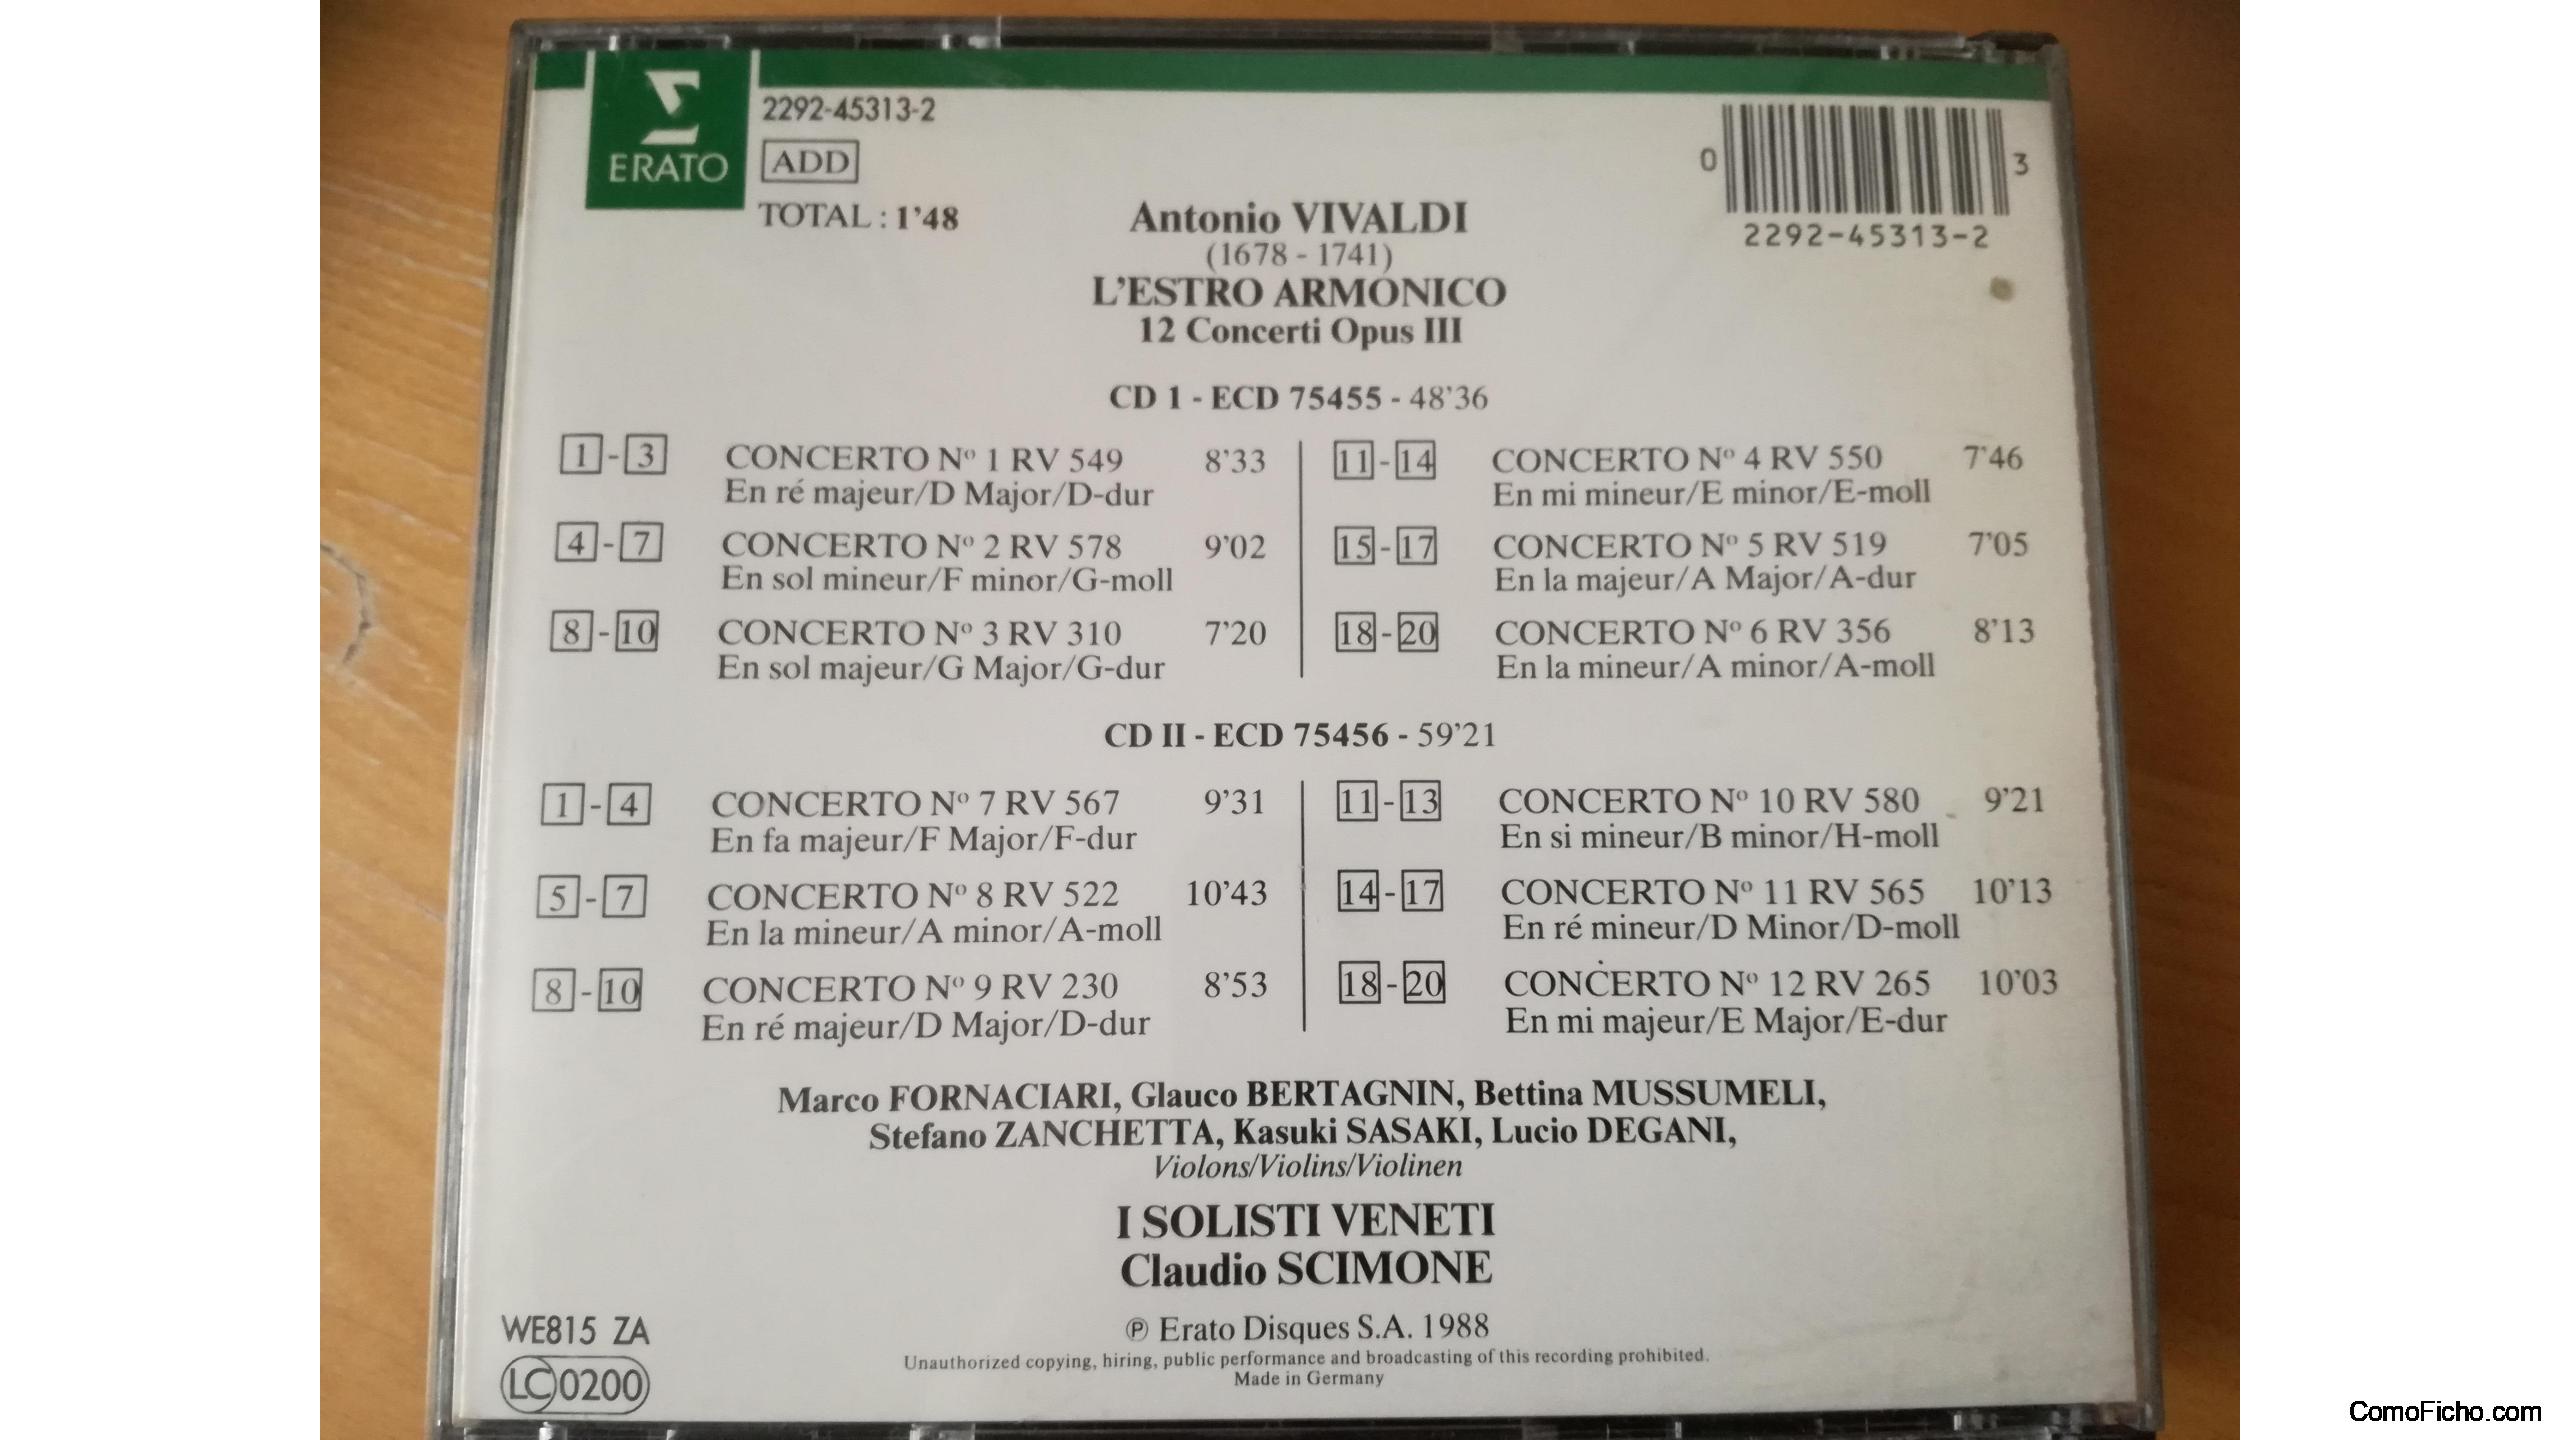 ERATO
2292-45313-2
ADD
TOTAL : 1'48
0 3
2292-45313-2
Antonio VIVALDI
(1678 - 1741)
L'ESTRO ARMONICO
12 Concerti Opus III
CD 1 - ECD 75455 - 48'36
1 - 3 CONCERTO Nº 1 RV 549 8'33
En ré majeur/D Major/D-dur
4 - 7 CONCERTO Nº 2 RV 578 9'02
En sol mineur/F minor/G-moll
8 - 10 CONCERTO Nº 3 RV 310 7'20
En sol majeur/G Major/G-dur
11 - 14 CONCERTO Nº 4 RV 550 7'46
En mi mineur/E minor/E-moll
15 - 17 CONCERTO Nº 5 RV 519 7'05
En la majeur/A Major/A-dur
18 - 20 CONCERTO Nº 6 RV 356 8'13
En la mineur/A minor/A-moll
CD II - ECD 75456 - 59'21
1 - 4 CONCERTO Nº 7 RV 567 9'31
En fa majeur/F Major/F-dur
5 - 7 CONCERTO Nº 8 RV 522 10'43
En la mineur/A minor/A-moll
8 - 10 CONCERTO Nº 9 RV 230 8'53
En ré majeur/D Major/D-dur
11 - 13 CONCERTO Nº 10 RV 580 9'21
En si mineur/B minor/H-moll
14 - 17 CONCERTO Nº 11 RV 565 10'13
En ré mineur/D Minor/D-moll
18 - 20 CONCERTO Nº 12 RV 265 10'03
En mi majeur/E Major/E-dur
Marco FORNACIARI, Glauco BERTAGNIN, Bettina MUSSUMELI,
Stefano ZANCHETTA, Kasuki SASAKI, Lucio DEGANI,
Violons/Violins/Violinen
I SOLISTI VENETI
Claudio SCIMONE
℗ Erato Disques S.A. 1988
Unauthorized copying, hiring, public performance and broadcasting of this recording prohibited.
Made in Germany
WE815 ZA
LC 0200
ComoFicho.com